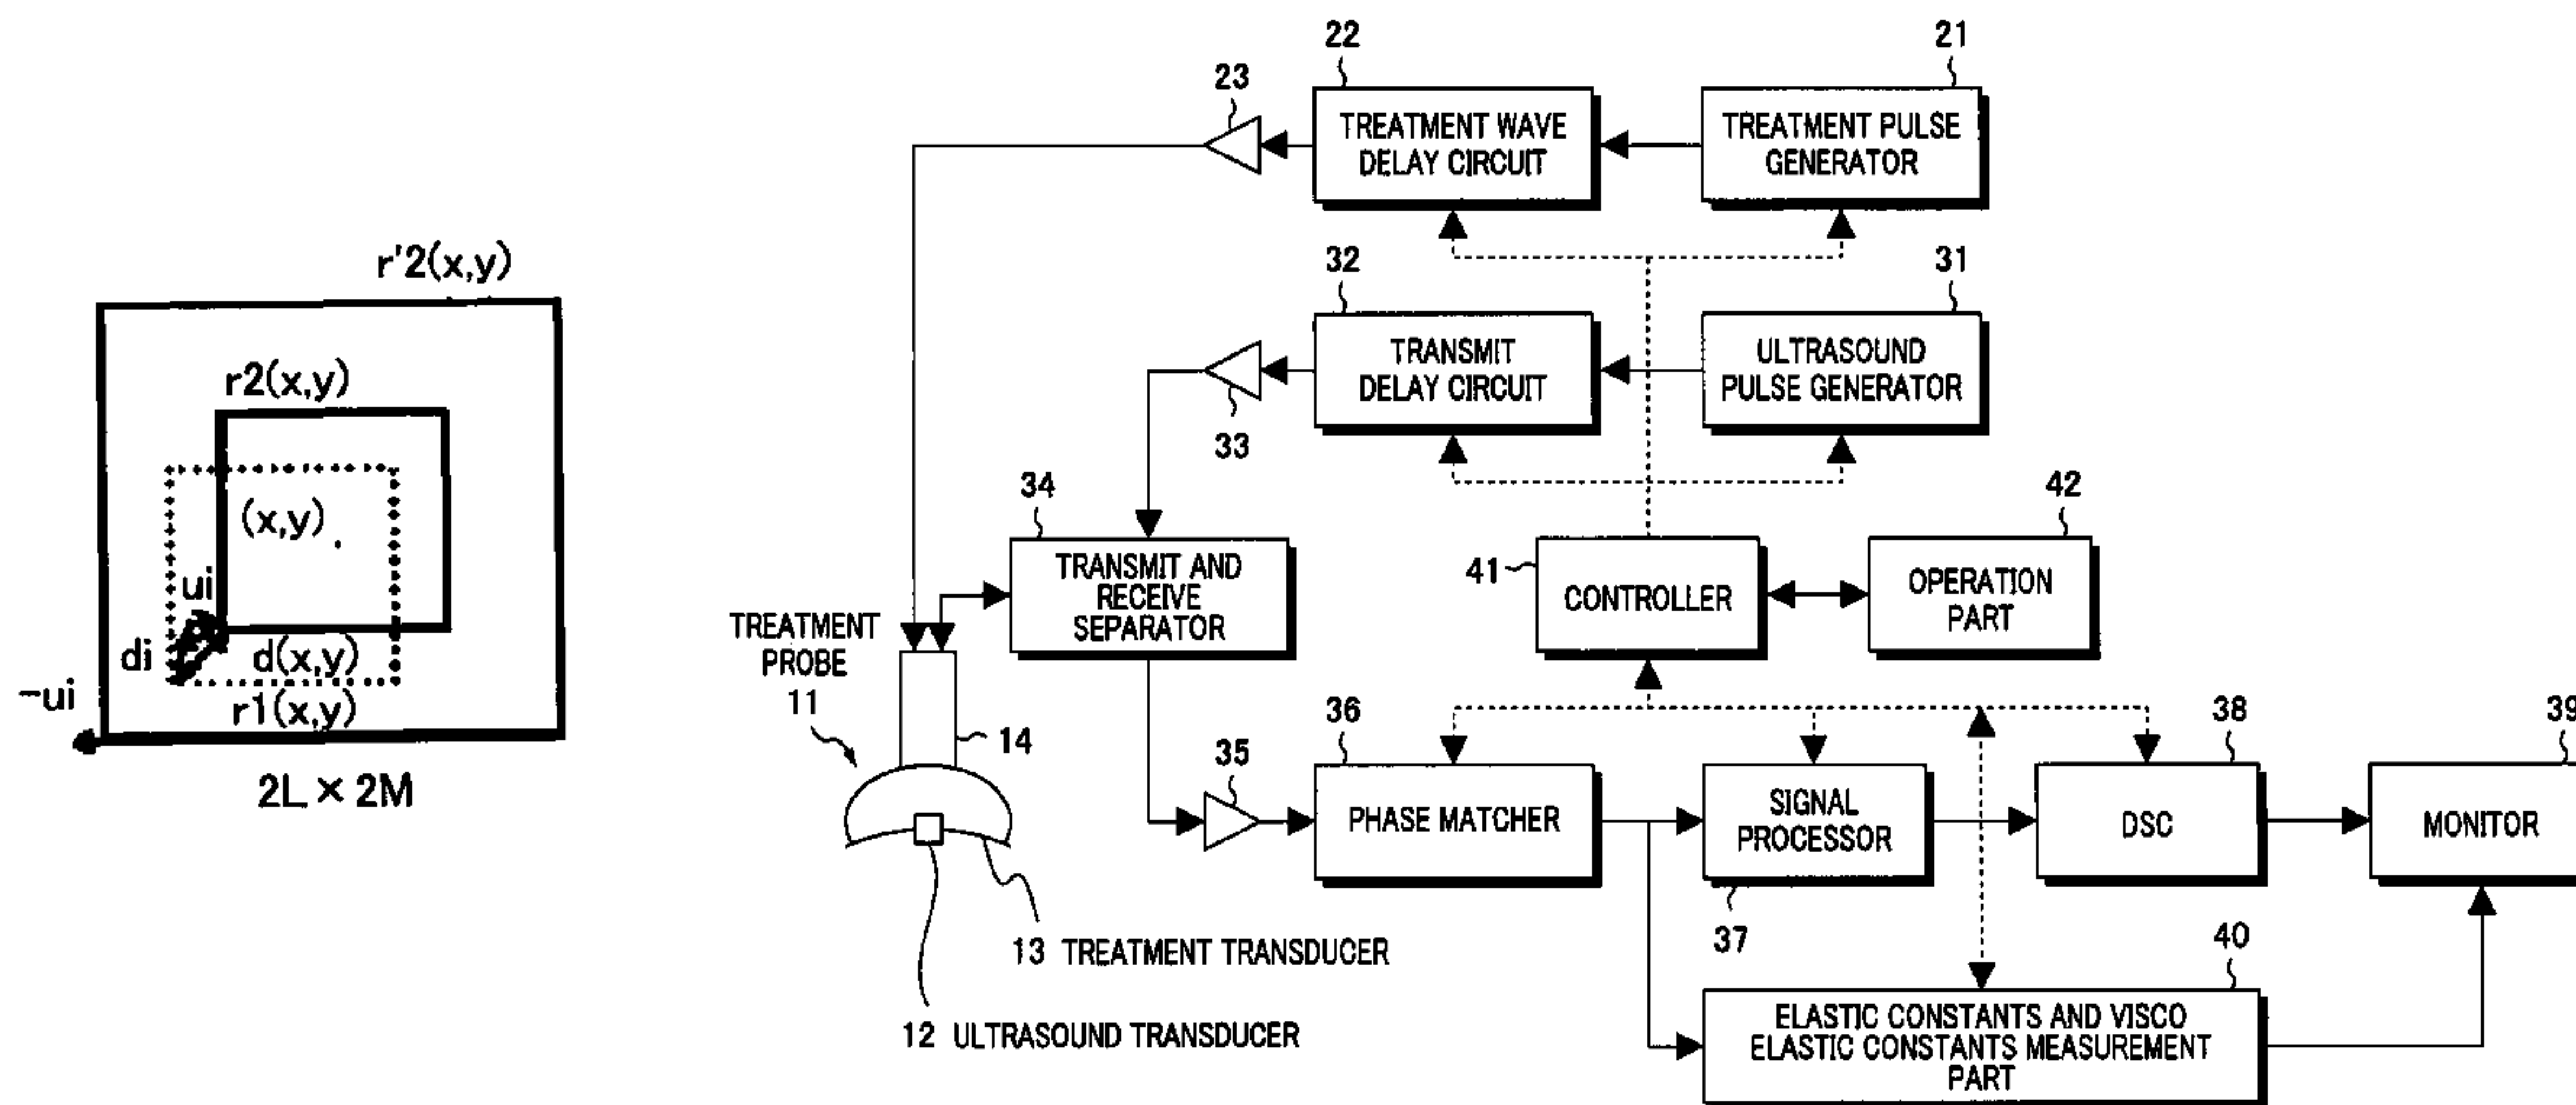 r'2(x,y)
r2(x,y)
(x,y)
ui
di
d(x,y)
-ui
r1(x,y)
2L × 2M
22
21
23
TREATMENT WAVE
DELAY CIRCUIT
TREATMENT PULSE
GENERATOR
32
31
TRANSMIT
DELAY CIRCUIT
ULTRASOUND
PULSE GENERATOR
33
34
42
TRANSMIT AND
RECEIVE
SEPARATOR
41
CONTROLLER
OPERATION
PART
TREATMENT
PROBE
11
14
36
38
39
35
PHASE MATCHER
SIGNAL
PROCESSOR
DSC
MONITOR
37
13 TREATMENT TRANSDUCER
40
12 ULTRASOUND TRANSDUCER
ELASTIC CONSTANTS AND VISCO
ELASTIC CONSTANTS MEASUREMENT
PART